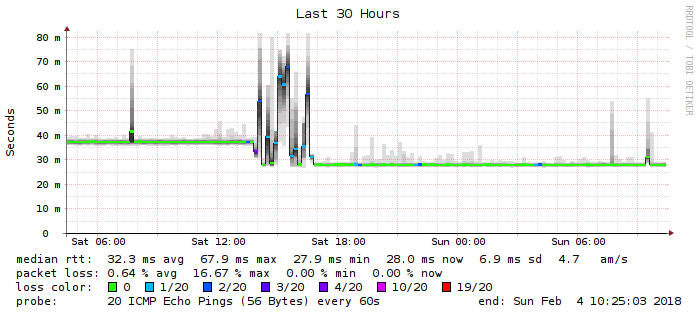 Last 30 Hours
RRDTOOL / TOBI OETIKER
Seconds
80 m
70 m
60 m
50 m
40 m
30 m
20 m
10 m
0
Sat 06:00 Sat 12:00 Sat 18:00 Sun 00:00 Sun 06:00
median rtt: 32.3 ms avg 67.9 ms max 27.9 ms min 28.0 ms now 6.9 ms sd 4.7 am/s
packet loss: 0.64 % avg 16.67 % max 0.00 % min 0.00 % now
loss color: 0 1/20 2/20 3/20 4/20 10/20 19/20
probe: 20 ICMP Echo Pings (56 Bytes) every 60s end: Sun Feb 4 10:25:03 2018